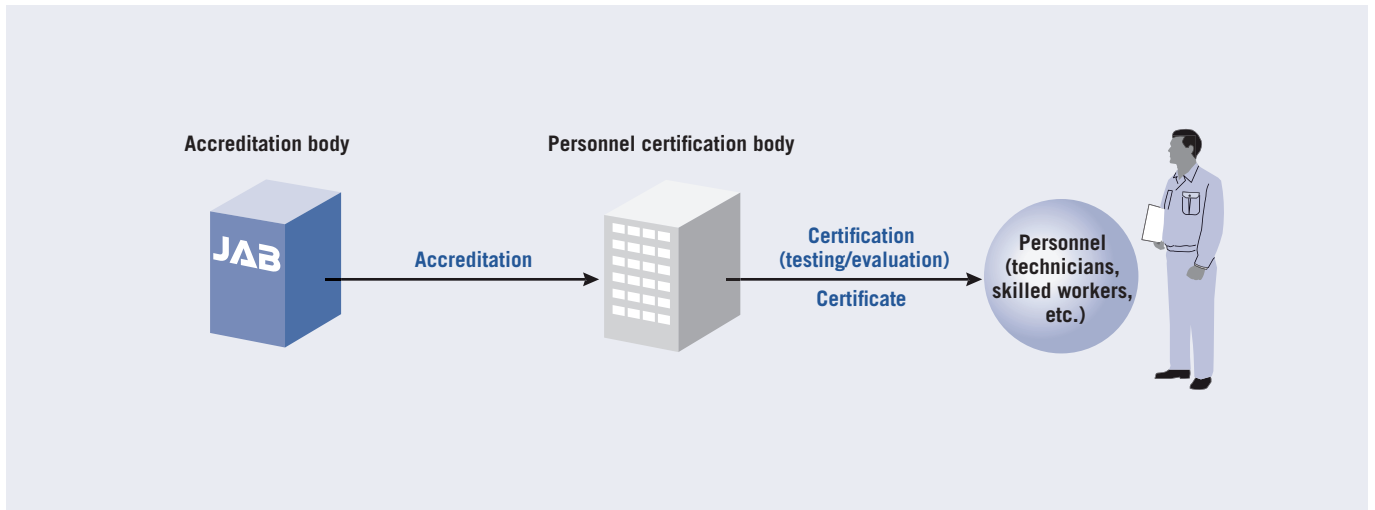 Accreditation body
JAB
Accreditation
Personnel certification body
Certification
(testing/evaluation)
Certificate
Personnel
(technicians,
skilled workers,
etc.)